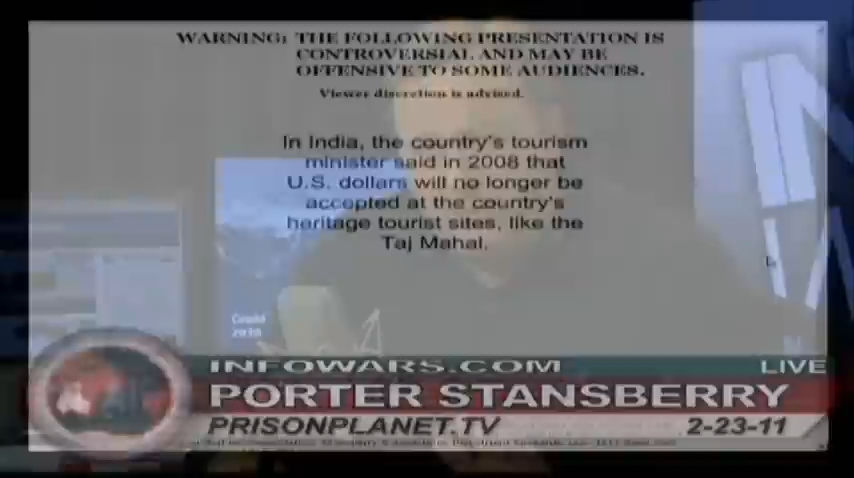 WARNING: THE FOLLOWING PRESENTATION IS
CONTROVERSIAL AND MAY BE
OFFENSIVE TO SOME AUDIENCES.
Viewer discretion is advised.
In India, the country's tourism
minister said in 2008 that
U.S. dollars will no longer be
accepted at the country's
heritage tourist sites, like the
Taj Mahal.
INFOWARS.COM LIVE
PORTER STANSBERRY
PRISONPLANET.TV 2-23-11